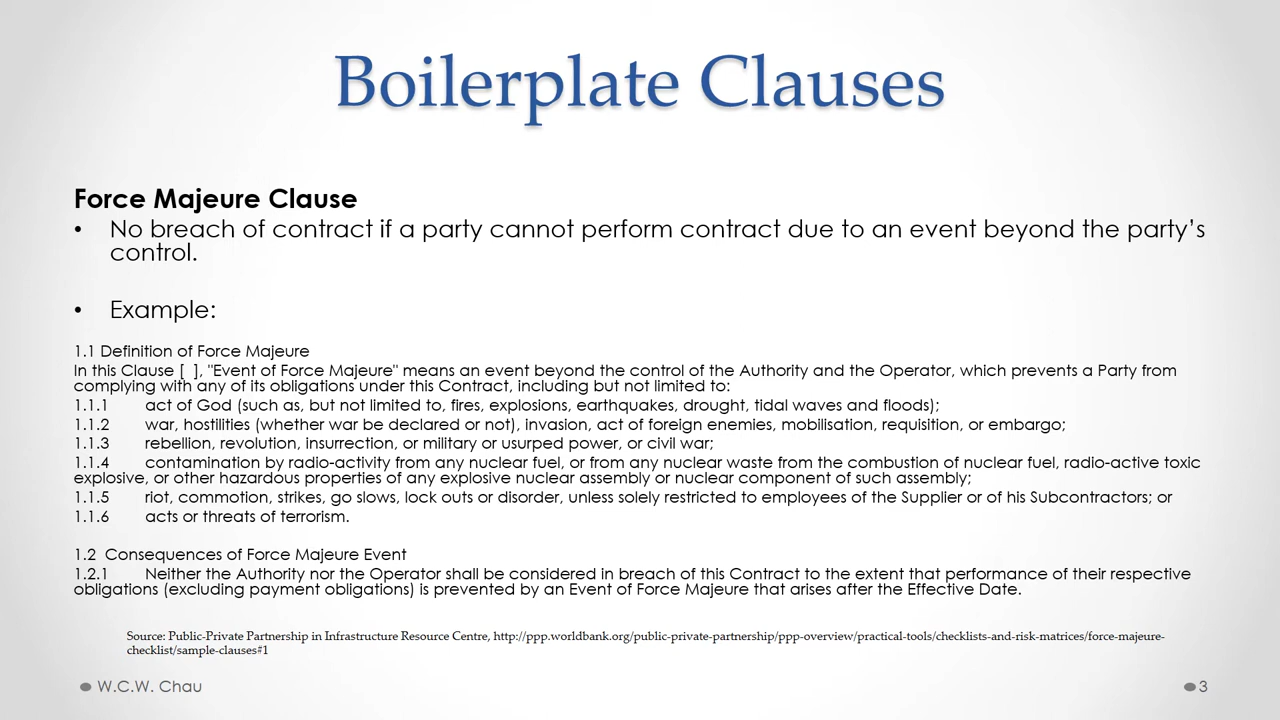 Boilerplate Clauses
Force Majeure Clause
• No breach of contract if a party cannot perform contract due to an event beyond the party’s
control.
• Example:
1.1 Definition of Force Majeure
In this Clause [  ], "Event of Force Majeure" means an event beyond the control of the Authority and the Operator, which prevents a Party from
complying with any of its obligations under this Contract, including but not limited to:
1.1.1 act of God (such as, but not limited to, fires, explosions, earthquakes, drought, tidal waves and floods);
1.1.2 war, hostilities (whether war be declared or not), invasion, act of foreign enemies, mobilisation, requisition, or embargo;
1.1.3 rebellion, revolution, insurrection, or military or usurped power, or civil war;
1.1.4 contamination by radio-activity from any nuclear fuel, or from any nuclear waste from the combustion of nuclear fuel, radio-active toxic
explosive, or other hazardous properties of any explosive nuclear assembly or nuclear component of such assembly;
1.1.5 riot, commotion, strikes, go slows, lock outs or disorder, unless solely restricted to employees of the Supplier or of his Subcontractors; or
1.1.6 acts or threats of terrorism.
1.2 Consequences of Force Majeure Event
1.2.1 Neither the Authority nor the Operator shall be considered in breach of this Contract to the extent that performance of their respective
obligations (excluding payment obligations) is prevented by an Event of Force Majeure that arises after the Effective Date.
Source: Public-Private Partnership in Infrastructure Resource Centre, http://ppp.worldbank.org/public-private-partnership/ppp-overview/practical-tools/checklists-and-risk-matrices/force-majeure-
checklist/sample-clauses#1
W.C.W. Chau
3